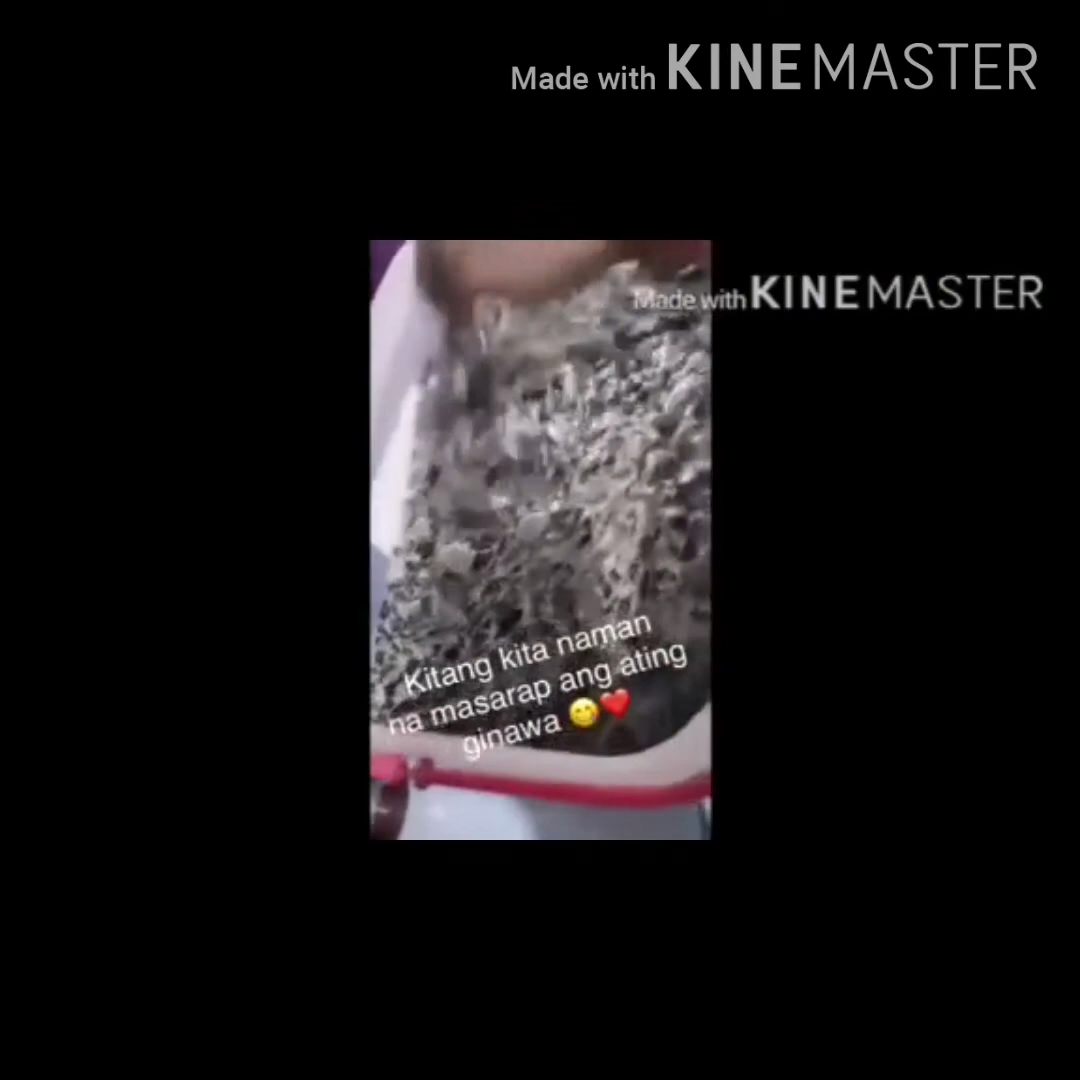 Made with KINEMASTER
Made with KINEMASTER
Kitang kita naman
na masarap ang ating
ginawa 😋❤️